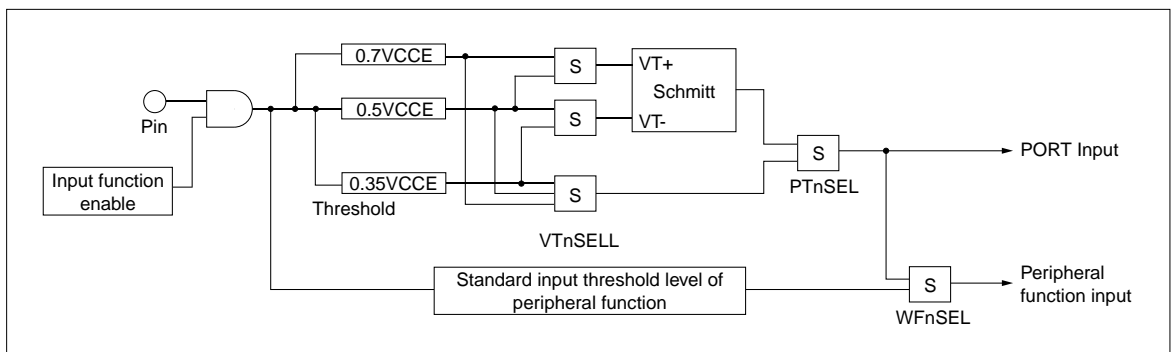 0.7VCCE
S
VT+
Schmitt
VT-
Pin
0.5VCCE
S
S
PORT Input
PTnSEL
Input function
enable
0.35VCCE
S
Threshold
VTnSELL
Standard input threshold level of
peripheral function
S
Peripheral
function input
WFnSEL